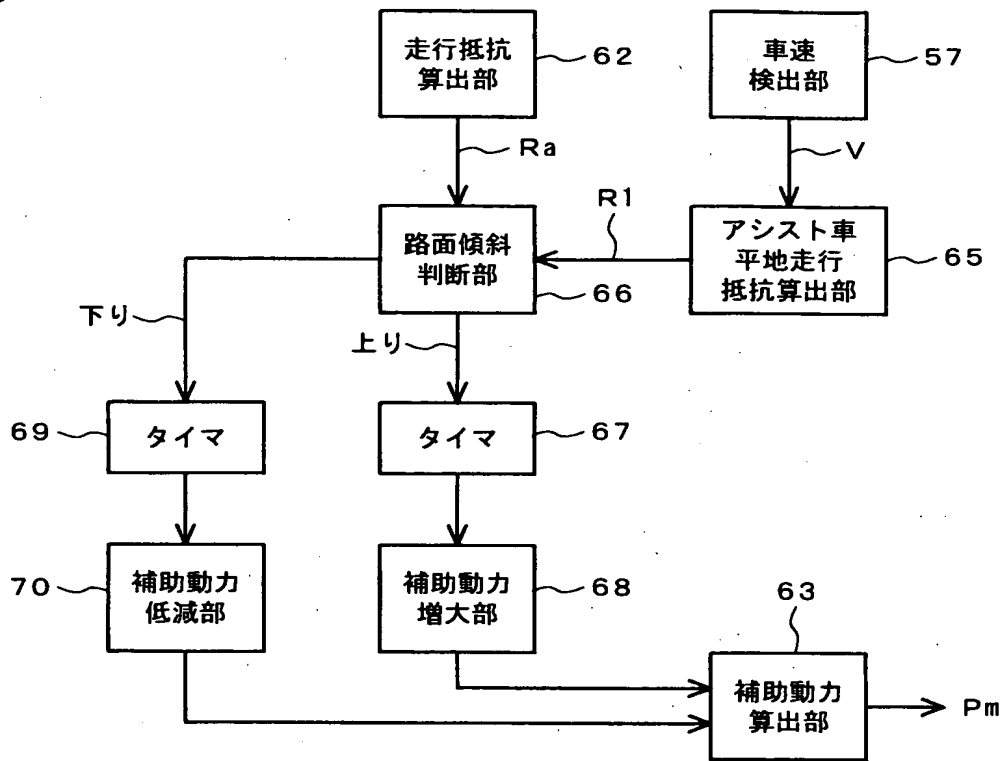 走行抵抗
算出部
62
車速
検出部
57
Ra
V
R1
路面傾斜
判断部
66
アシスト車
平地走行
抵抗算出部
65
下り
上り
69
タイマ
タイマ
67
70
補助動力
低減部
補助動力
増大部
68
63
補助動力
算出部
Pm